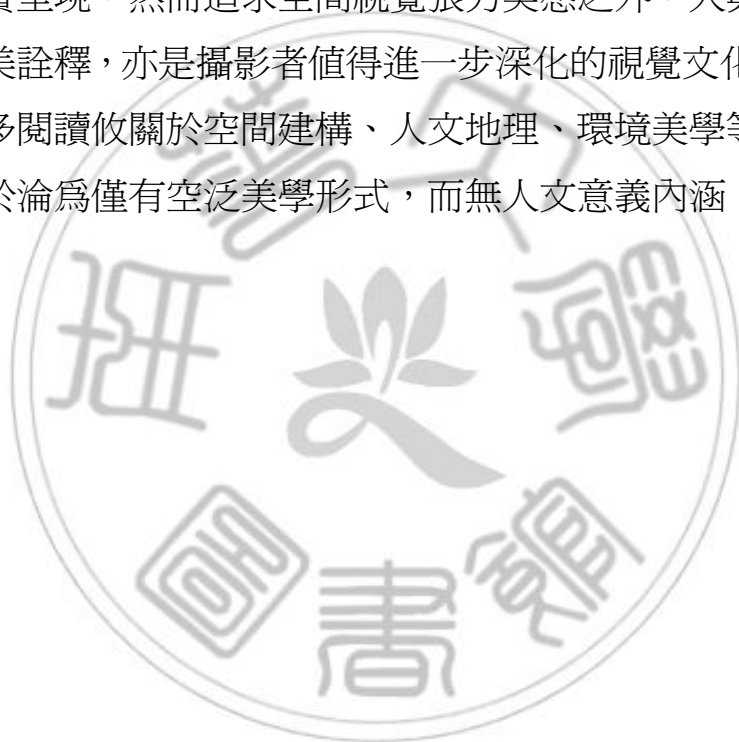 呈現，然而追求空間視覺張力美感之外，人
美詮釋，亦是攝影者值得進一步深化的視覺文化
多閱讀攸關於空間建構、人文地理、環境美學等
於淪爲僅有空泛美學形式，而無人文意義內涵，
書